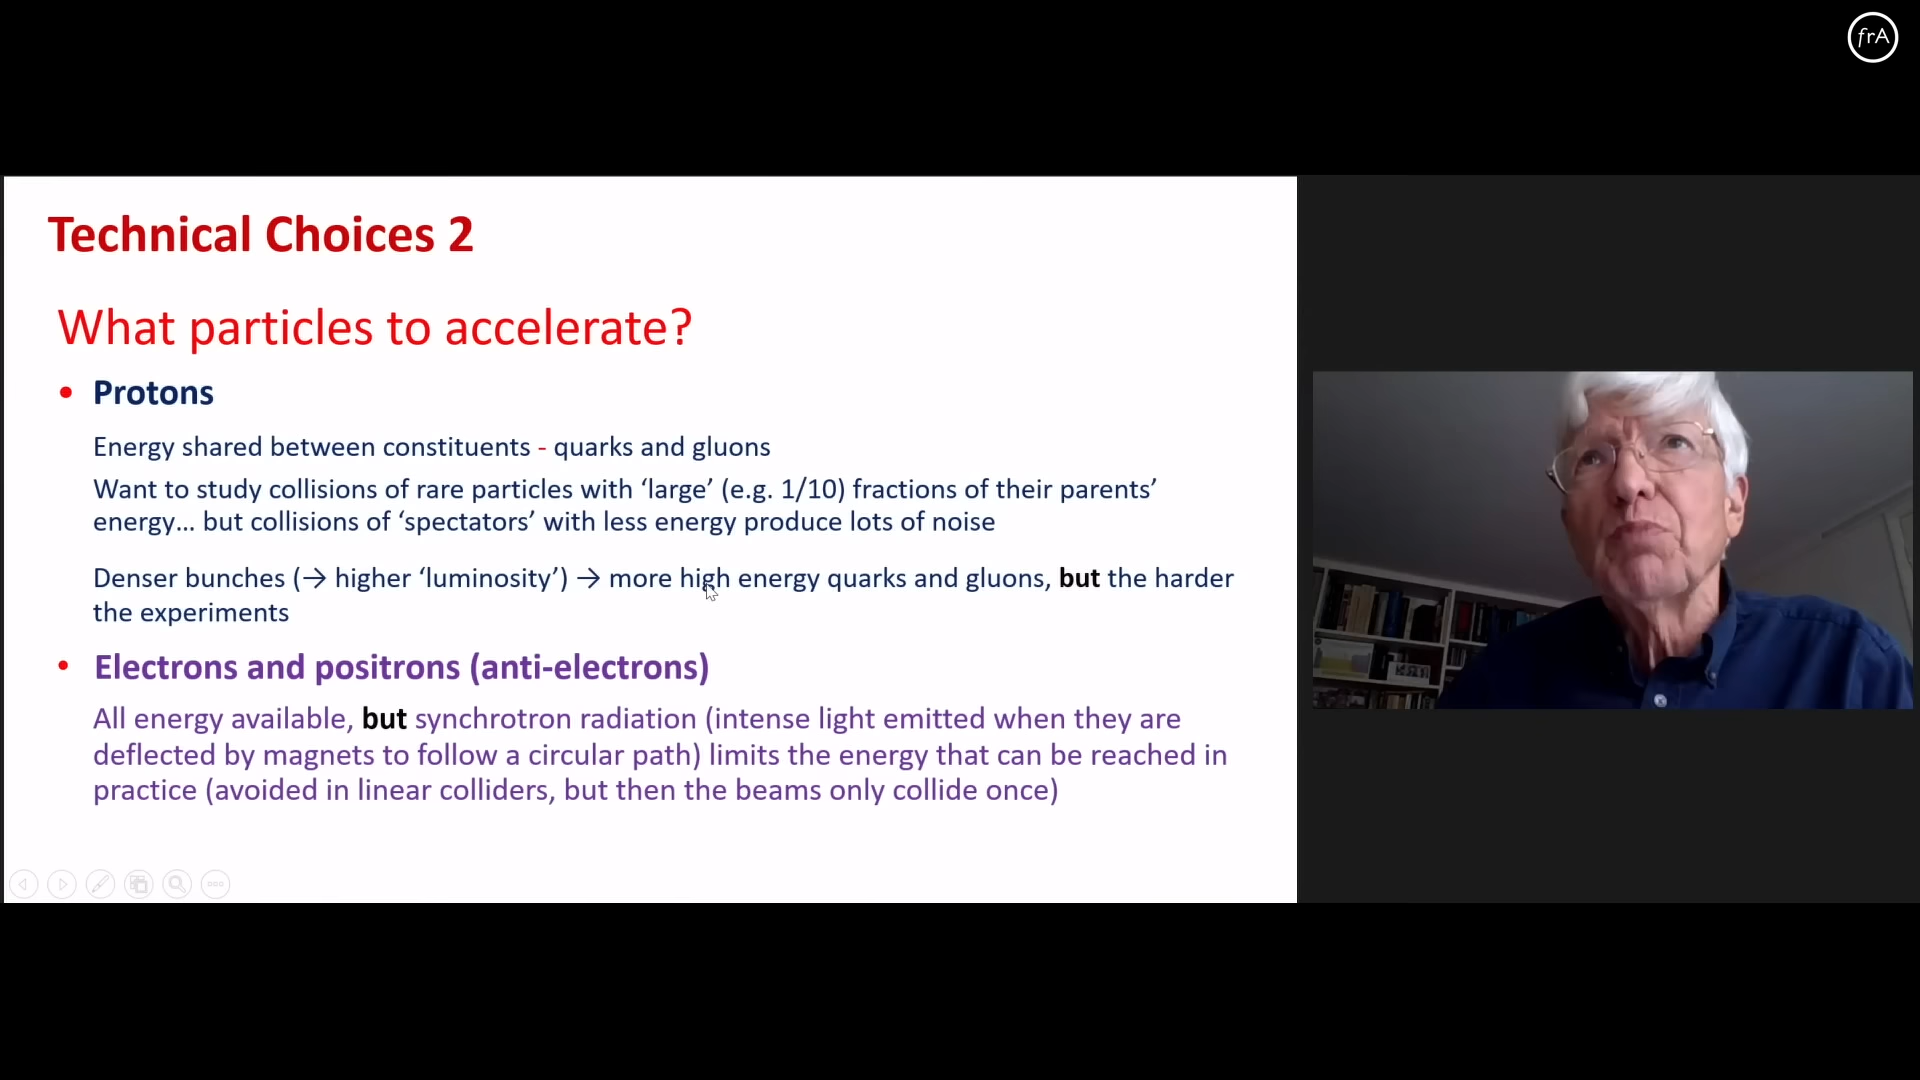 frA
Technical Choices 2
What particles to accelerate?
• Protons
Energy shared between constituents - quarks and gluons
Want to study collisions of rare particles with ‘large’ (e.g. 1/10) fractions of their parents’
energy… but collisions of ‘spectators’ with less energy produce lots of noise
Denser bunches (→ higher ‘luminosity’) → more high energy quarks and gluons, but the harder
the experiments
• Electrons and positrons (anti-electrons)
All energy available, but synchrotron radiation (intense light emitted when they are
deflected by magnets to follow a circular path) limits the energy that can be reached in
practice (avoided in linear colliders, but then the beams only collide once)